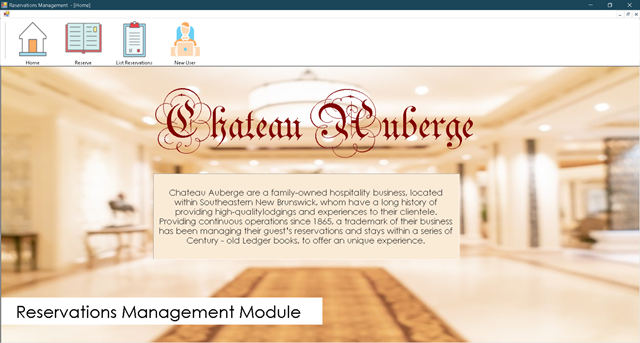 Reservations Management - [Home]
Home
Reserve
List Reservations
New User
Chateau Auberge
Chateau Auberge are a family-owned hospitality business, located
within Southeastern New Brunswick, whom have a long history of
providing high-qualitylodgings and experiences to their clientele.
Providing continuous operations since 1865, a trademark of their business
has been managing their guest's reservations and stays within a series of
Century - old Ledger books, to offer an unique experience.
Reservations Management Module